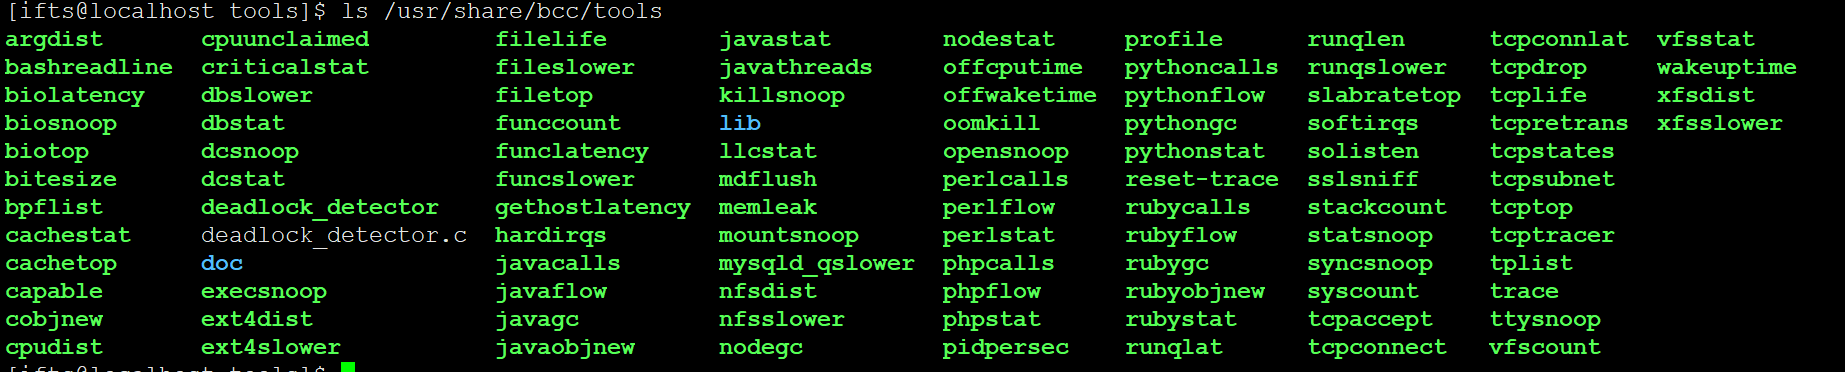 [ifts@localhost tools]$ ls /usr/share/bcc/tools
argdist cpuunclaimed filelife javastat nodestat profile runqlen tcpconnlat vfsstat
bashreadline criticalstat fileslower javathreads offcputime pythoncalls runqslower tcpdrop wakeuptime
biolatency dbslower filetop killsnoop offwaketime pythonflow slabratetop tcplife xfsdist
biosnoop dbstat funccount lib oomkill pythongc softirqs tcpretrans xfsslower
biotop dcsnoop funclatency llcstat opensnoop pythonstat solisten tcpstates
bitesize dcstat funcslower mdflush perlcalls reset-trace sslsniff tcpsubnet
bpflist deadlock_detector gethostlatency memleak perlflow rubycalls stackcount tcptop
cachestat deadlock_detector.c hardirqs mountsnoop perlstat rubyflow statsnoop tcptracer
cachetop doc javacalls mysqld_qslower phpcalls rubygc syncsnoop tplist
capable execsnoop javaflow nfsdist phpflow rubyobjnew syscount trace
cobjnew ext4dist javagc nfsslower phpstat rubystat tcpaccept ttysnoop
cpudist ext4slower javaobjnew nodegc pidpersec runqlat tcpconnect vfscount
[ifts@localhost tools]$